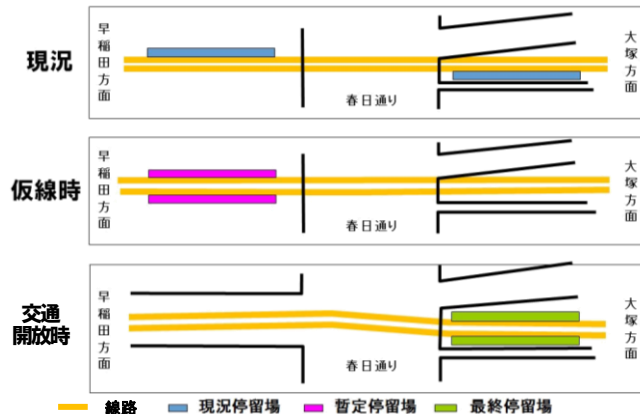 現況
早稲田方面
春日通り
大塚方面
仮線時
早稲田方面
春日通り
大塚方面
交通
開放時
早稲田方面
春日通り
大塚方面
線路 現況停留場 暫定停留場 最終停留場